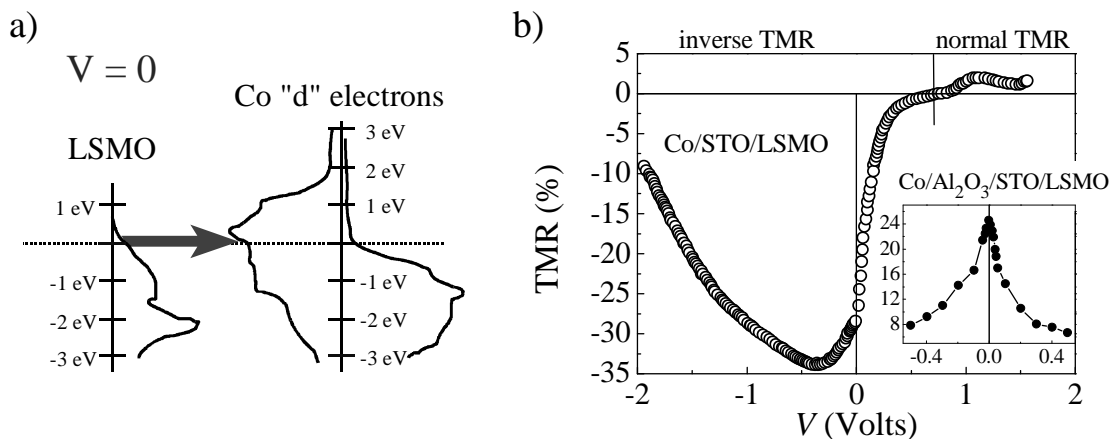 a)
V = 0
Co "d" electrons
LSMO
3 eV
2 eV
1 eV
-1 eV
-2 eV
-3 eV
1 eV
-1 eV
-2 eV
-3 eV
b)
inverse TMR normal TMR
5
0
-5
-10
-15
-20
-25
-30
-35
TMR (%)
Co/STO/LSMO
Co/Al₂O₃/STO/LSMO
24
20
16
12
8
-0.4 0.0 0.4
-2 -1 0 1 2
V (Volts)